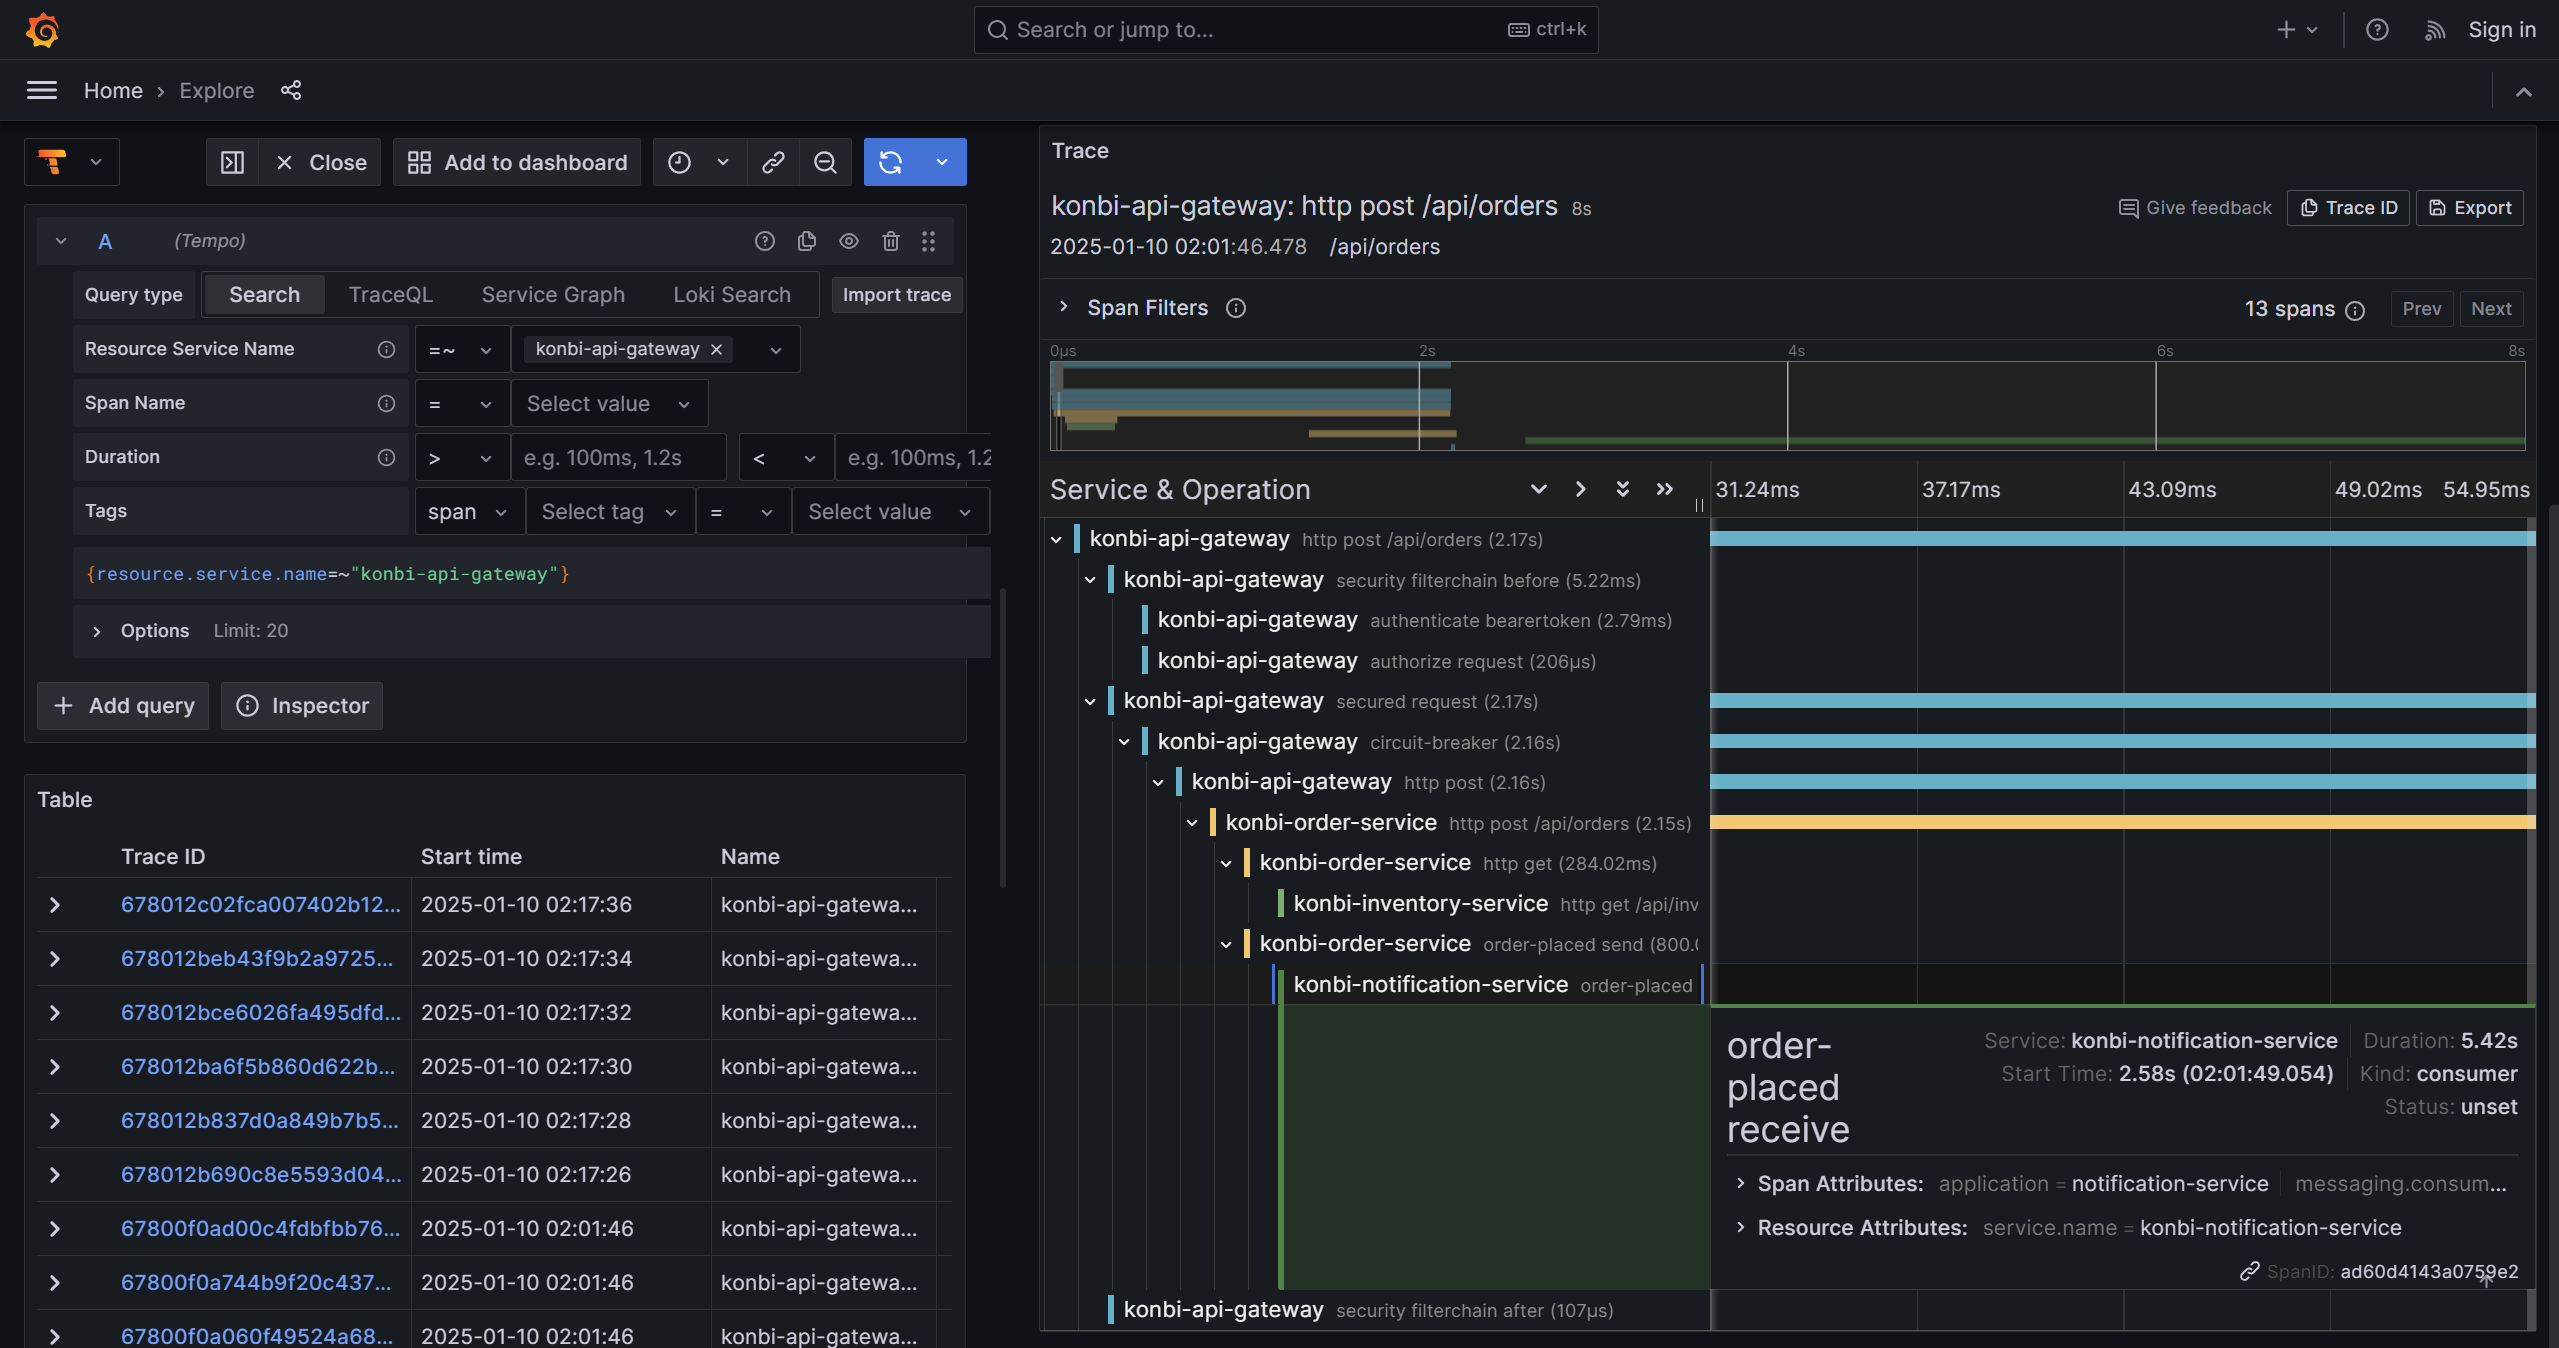 Search or jump to...
ctrl+k
Sign in
Home
Explore
Close
Add to dashboard
A
(Tempo)
Query type
Search
TraceQL
Service Graph
Loki Search
Import trace
Resource Service Name
=~
konbi-api-gateway
Span Name
=
Select value
Duration
>
e.g. 100ms, 1.2s
<
e.g. 100ms, 1.2
Tags
span
Select tag
=
Select value
{resource.service.name=~"konbi-api-gateway"}
Options
Limit: 20
Add query
Inspector
Table
Trace ID Start time Name
678012c02fca007402b12... 2025-01-10 02:17:36 konbi-api-gatewa...
678012beb43f9b2a9725... 2025-01-10 02:17:34 konbi-api-gatewa...
678012bce6026fa495dfd... 2025-01-10 02:17:32 konbi-api-gatewa...
678012ba6f5b860d622b... 2025-01-10 02:17:30 konbi-api-gatewa...
678012b837d0a849b7b5... 2025-01-10 02:17:28 konbi-api-gatewa...
678012b690c8e5593d04... 2025-01-10 02:17:26 konbi-api-gatewa...
67800f0ad00c4fdbfbb76... 2025-01-10 02:01:46 konbi-api-gatewa...
67800f0a744b9f20c437... 2025-01-10 02:01:46 konbi-api-gatewa...
67800f0a060f49524a68... 2025-01-10 02:01:46 konbi-api-gatewa...
Trace
konbi-api-gateway: http post /api/orders 8s
Give feedback
Trace ID
Export
2025-01-10 02:01:46.478 /api/orders
Span Filters
13 spans
Prev
Next
0μs 2s 4s 6s 8s
Service & Operation
31.24ms 37.17ms 43.09ms 49.02ms 54.95ms
konbi-api-gateway http post /api/orders (2.17s)
konbi-api-gateway security filterchain before (5.22ms)
konbi-api-gateway authenticate bearertoken (2.79ms)
konbi-api-gateway authorize request (206μs)
konbi-api-gateway secured request (2.17s)
konbi-api-gateway circuit-breaker (2.16s)
konbi-api-gateway http post (2.16s)
konbi-order-service http post /api/orders (2.15s)
konbi-order-service http get (284.02ms)
konbi-inventory-service http get /api/inv
konbi-order-service order-placed send (800.
konbi-notification-service order-placed
order-
placed
receive
Service: konbi-notification-service
Duration: 5.42s
Start Time: 2.58s (02:01:49.054)
Kind: consumer
Status: unset
Span Attributes: application = notification-service messaging.consum...
Resource Attributes: service.name = konbi-notification-service
SpanID: ad60d4143a0759e2
konbi-api-gateway security filterchain after (107μs)